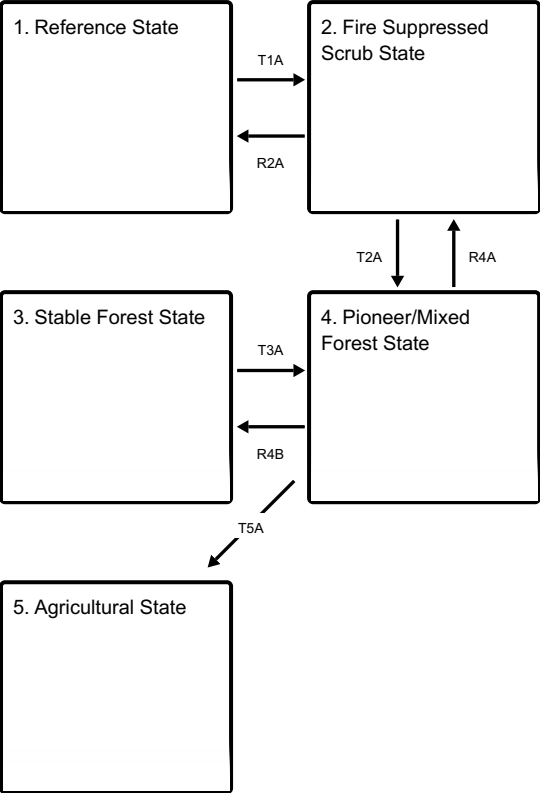 1. Reference State
2. Fire Suppressed
Scrub State
T1A
R2A
T2A
R4A
3. Stable Forest State
4. Pioneer/Mixed
Forest State
T3A
R4B
T5A
5. Agricultural State